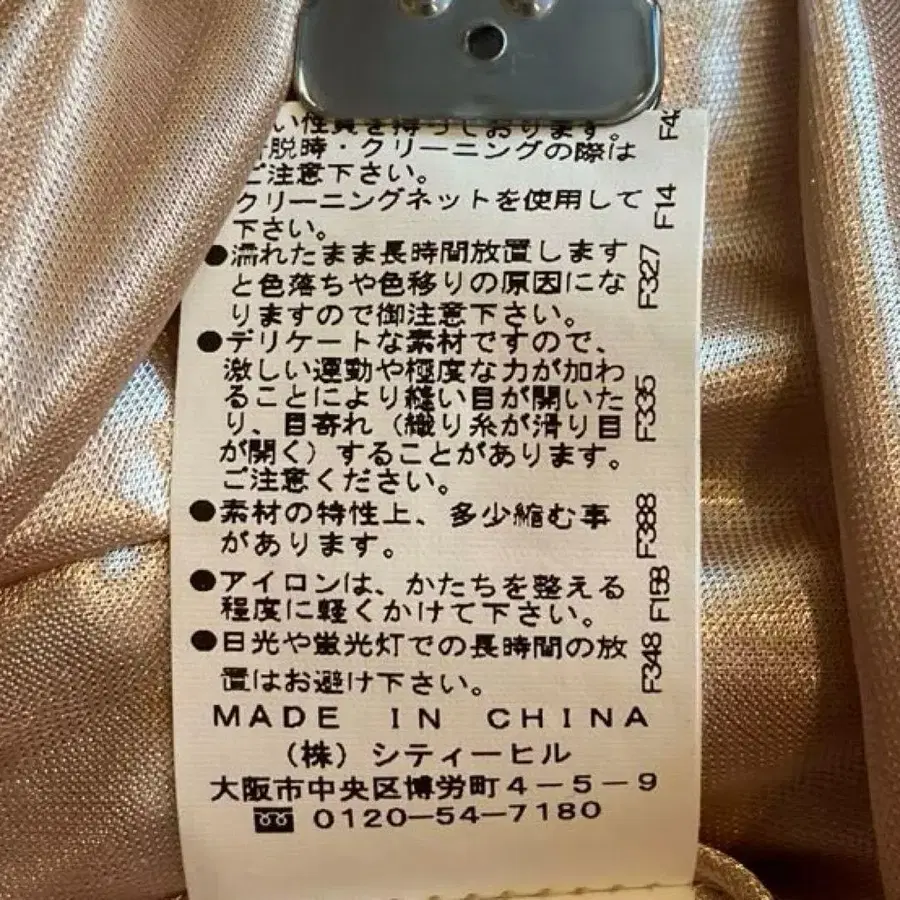 い性質を持っております。 F4
脱時・クリーニングの際は
ご注意下さい。
クリーニングネットを使用して F14
下さい。
●濡れたまま長時間放置します F327
と色落ちや色移りの原因にな
りますので御注意下さい。
●デリケートな素材ですので、
激しい運動や極度な力が加わ
ることにより縫い目が開いた F335
り、目寄れ（織り糸が滑り目
が開く）することがあります。
ご注意ください。
●素材の特性上、多少縮む事 F388
があります。
●アイロンは、かたちを整える F158
程度に軽くかけて下さい。
●日光や蛍光灯での長時間の放 F348
置はお避け下さい。
MADE IN CHINA
（株）シティーヒル
大阪市中央区博労町4-5-9
0120-54-7180